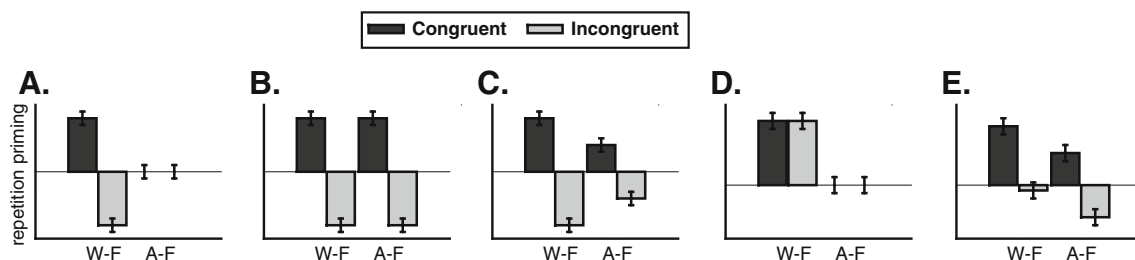 Congruent Incongruent
A. B. C. D. E.
repetition priming
W-F A-F W-F A-F W-F A-F W-F A-F W-F A-F